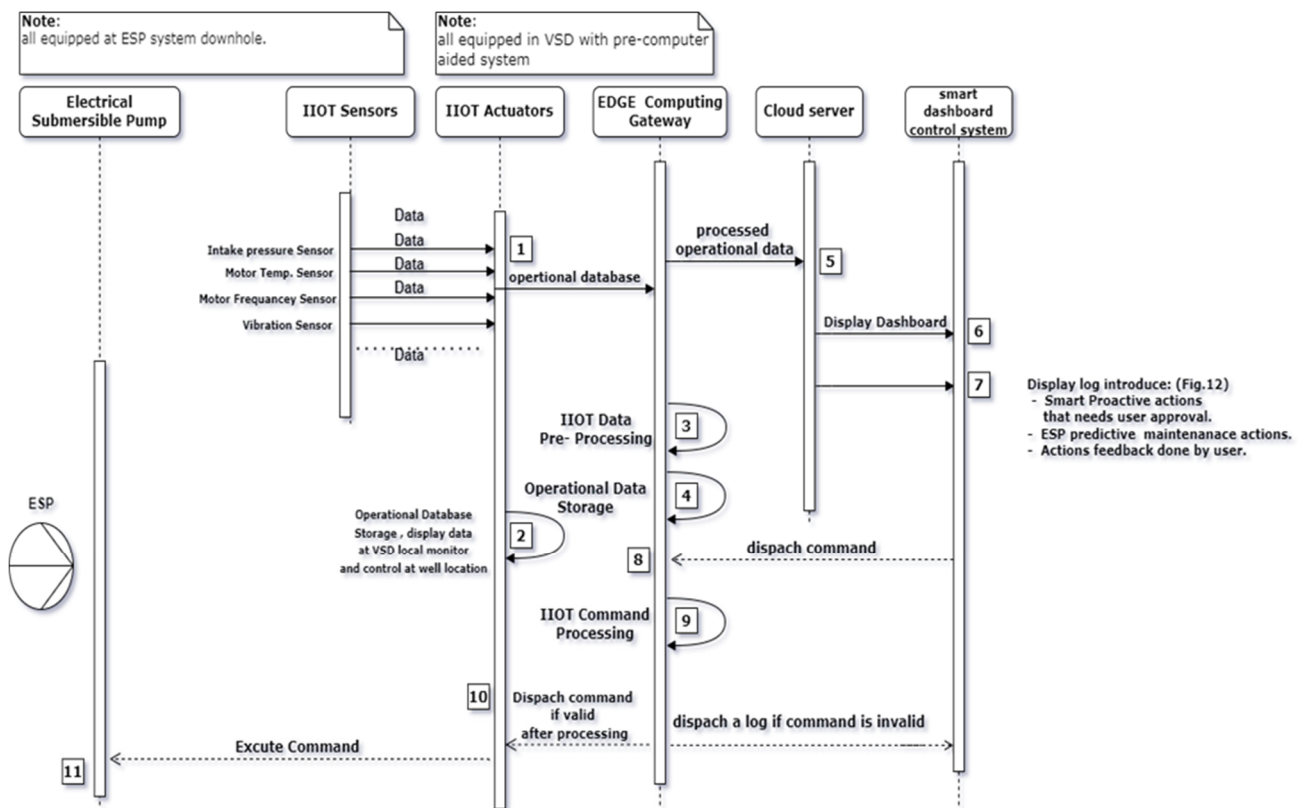 Note:
all equipped at ESP system downhole.
Note:
all equipped in VSD with pre-computer
aided system
Electrical
Submersible Pump
IIOT Sensors
IIOT Actuators
EDGE Computing
Gateway
Cloud server
smart
dashboard
control system
Data
Intake pressure Sensor
Data
1
Motor Temp. Sensor
Data
Motor Frequancey Sensor
Data
Vibration Sensor
Data
opertional database
processed
operational data
5
Display Dashboard
6
7
Display log introduce: (Fig.12)
- Smart Proactive actions
that needs user approval.
- ESP predictive maintenanace actions.
- Actions feedback done by user.
IIOT Data
Pre- Processing
3
Operational Data
Storage
4
ESP
Operational Database
Storage , display data
at VSD local monitor
and control at well location
2
8
dispach command
IIOT Command
Processing
9
10
Dispach command
if valid
after processing
dispach a log if command is invalid
Excute Command
11